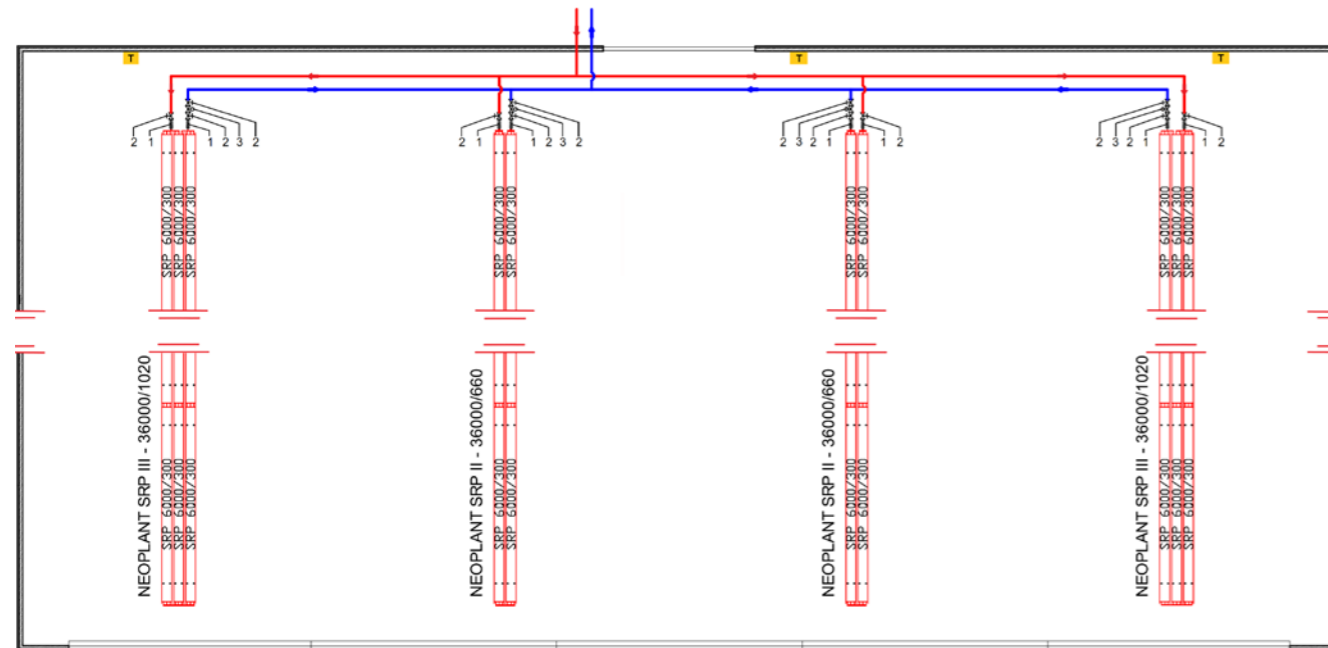 T T T
2 1 1 2 3 2 2 1 1 2 3 2 2 3 2 1 1 2 2 3 2 1 1 2
SRP 6000/300
SRP 6000/300
SRP 6000/300
SRP 6000/300
SRP 6000/300
SRP 6000/300
SRP 6000/300
SRP 6000/300
SRP 6000/300
SRP 6000/300
NEOPLANT SRP III - 36000/1020
SRP 6000/300
SRP 6000/300
SRP 6000/300
NEOPLANT SRP II - 36000/660
SRP 6000/300
SRP 6000/300
NEOPLANT SRP II - 36000/660
SRP 6000/300
SRP 6000/300
NEOPLANT SRP III - 36000/1020
SRP 6000/300
SRP 6000/300
SRP 6000/300